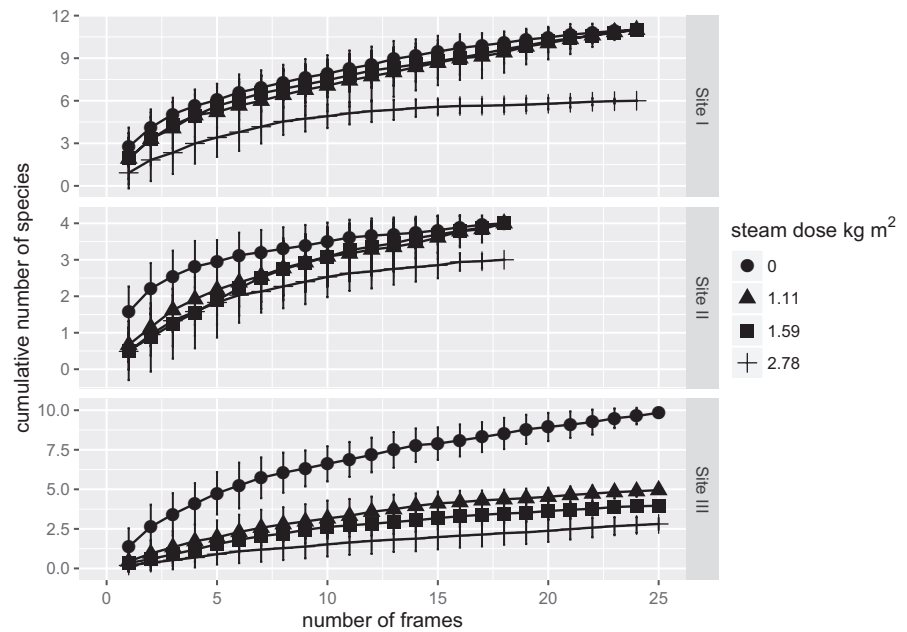 cumulative number of species
12
9
6
3
0
Site I
4
3
2
1
0
Site II
10.0
7.5
5.0
2.5
0.0
Site III
0 5 10 15 20 25
number of frames
steam dose kg m2
0
1.11
1.59
2.78